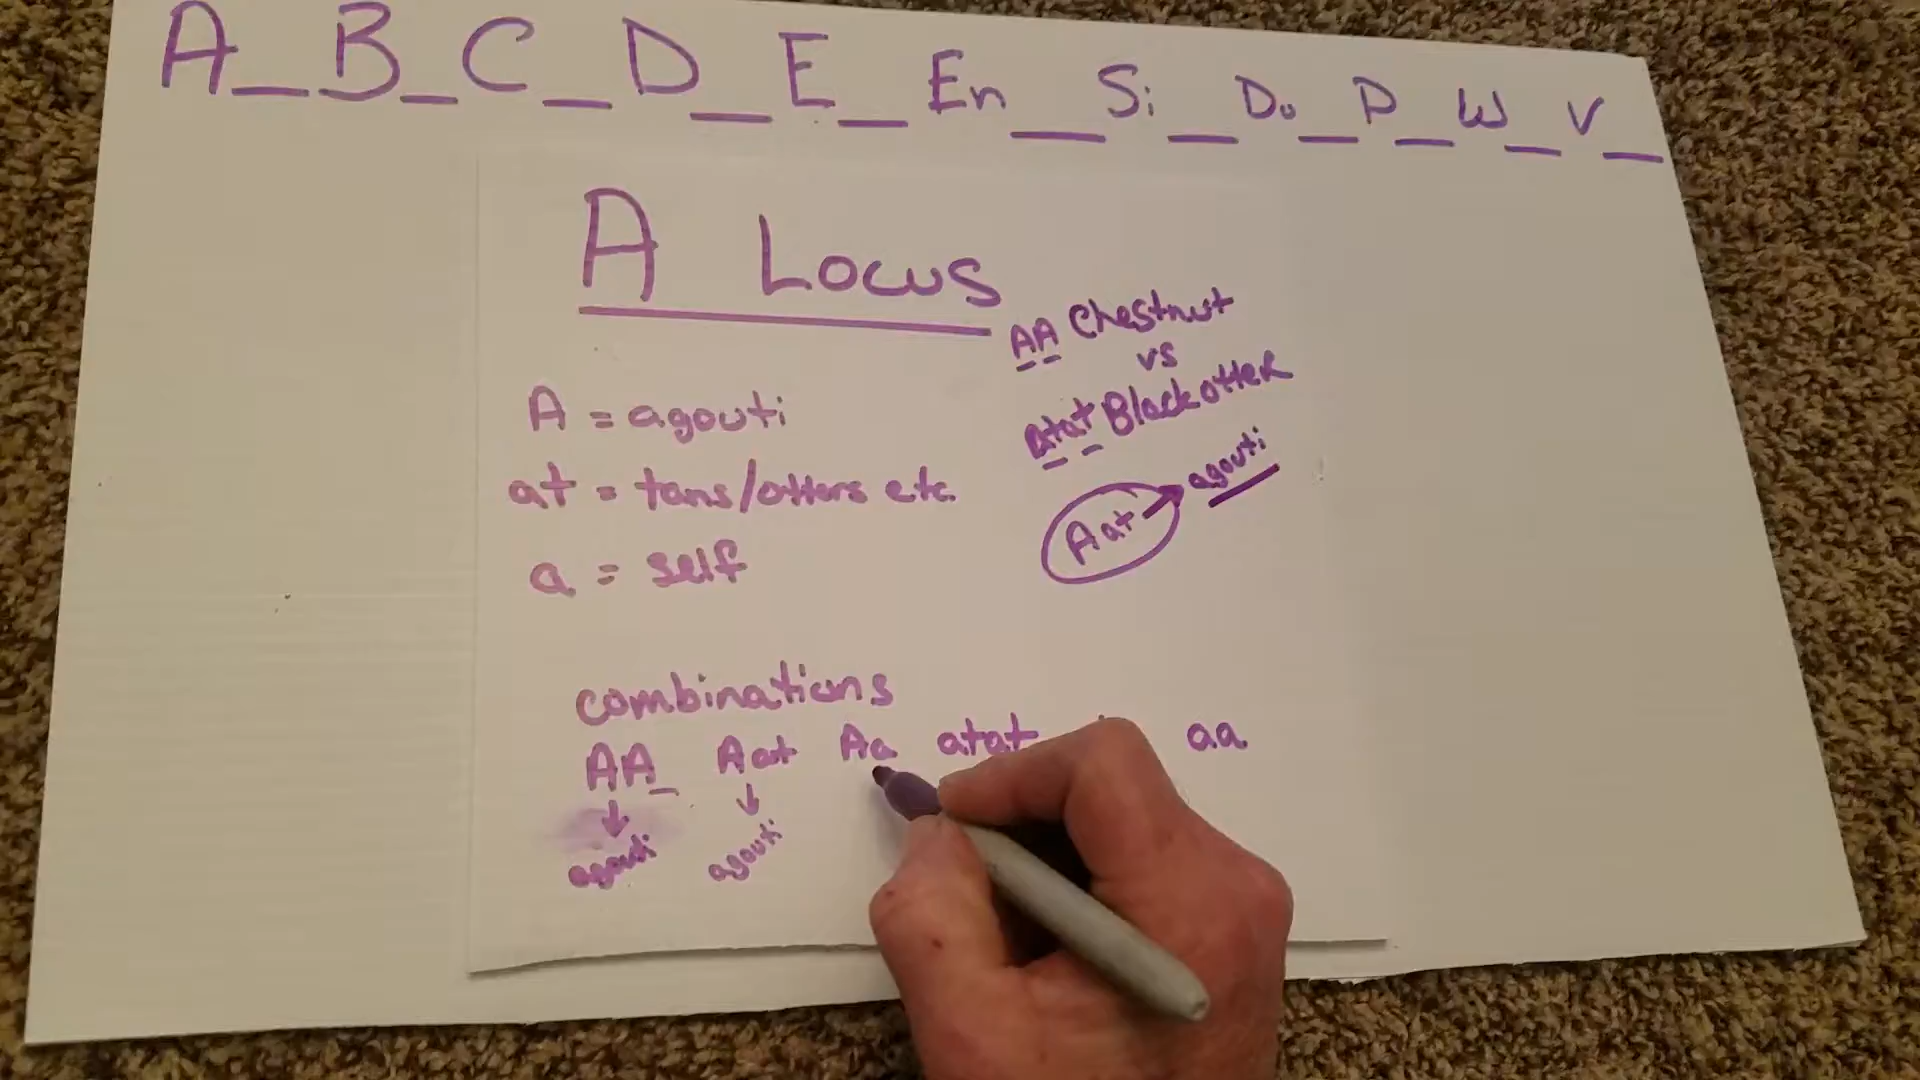 A_B_C_D_E_En_Si_Du_P_W_V_
A Locus
A = agouti
at = tans/otters etc.
a = self
AA Chestnut
vs
atat Black otter
Aat → agouti
combinations
AA Aat Aa atat aa
↓ ↓
agouti agouti